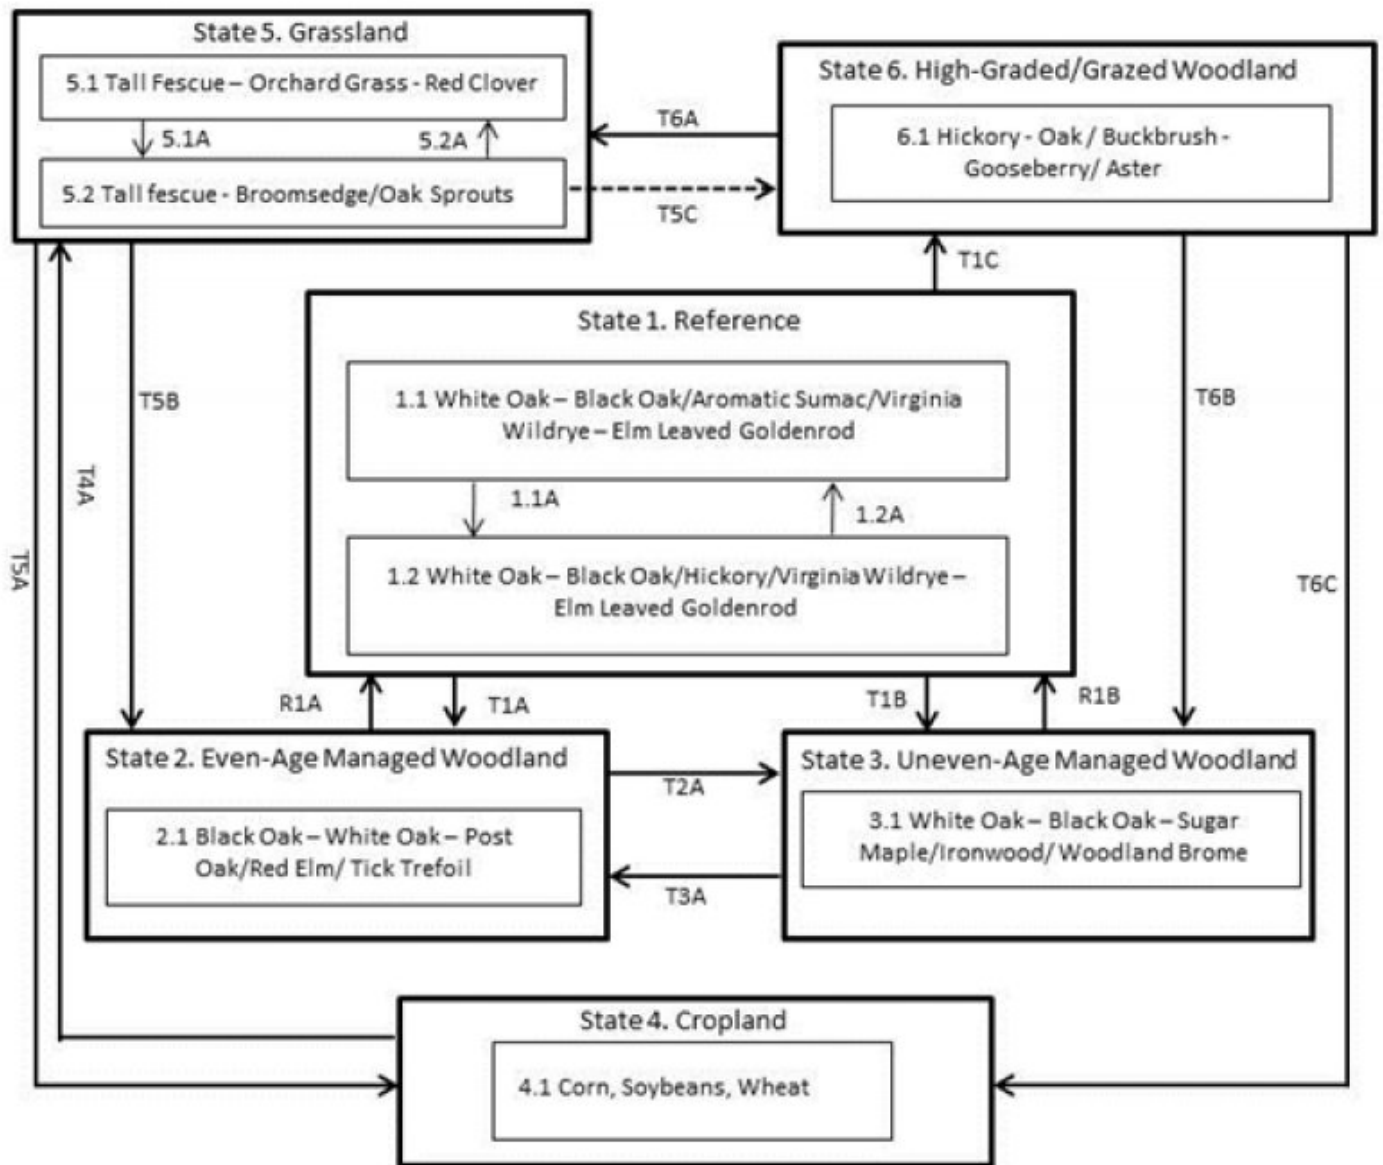 State 5. Grassland
5.1 Tall Fescue – Orchard Grass - Red Clover
5.1A
5.2A
5.2 Tall fescue - Broomsedge/Oak Sprouts
T6A
T5C
State 6. High-Graded/Grazed Woodland
6.1 Hickory - Oak / Buckbrush -
Gooseberry/ Aster
T1C
State 1. Reference
1.1 White Oak – Black Oak/Aromatic Sumac/Virginia
Wildrye – Elm Leaved Goldenrod
1.1A
1.2A
1.2 White Oak – Black Oak/Hickory/Virginia Wildrye –
Elm Leaved Goldenrod
T5B
T4A
T5A
T6B
T6C
R1A
T1A
T1B
R1B
State 2. Even-Age Managed Woodland
2.1 Black Oak – White Oak – Post
Oak/Red Elm/ Tick Trefoil
T2A
T3A
State 3. Uneven-Age Managed Woodland
3.1 White Oak – Black Oak – Sugar
Maple/Ironwood/ Woodland Brome
State 4. Cropland
4.1 Corn, Soybeans, Wheat